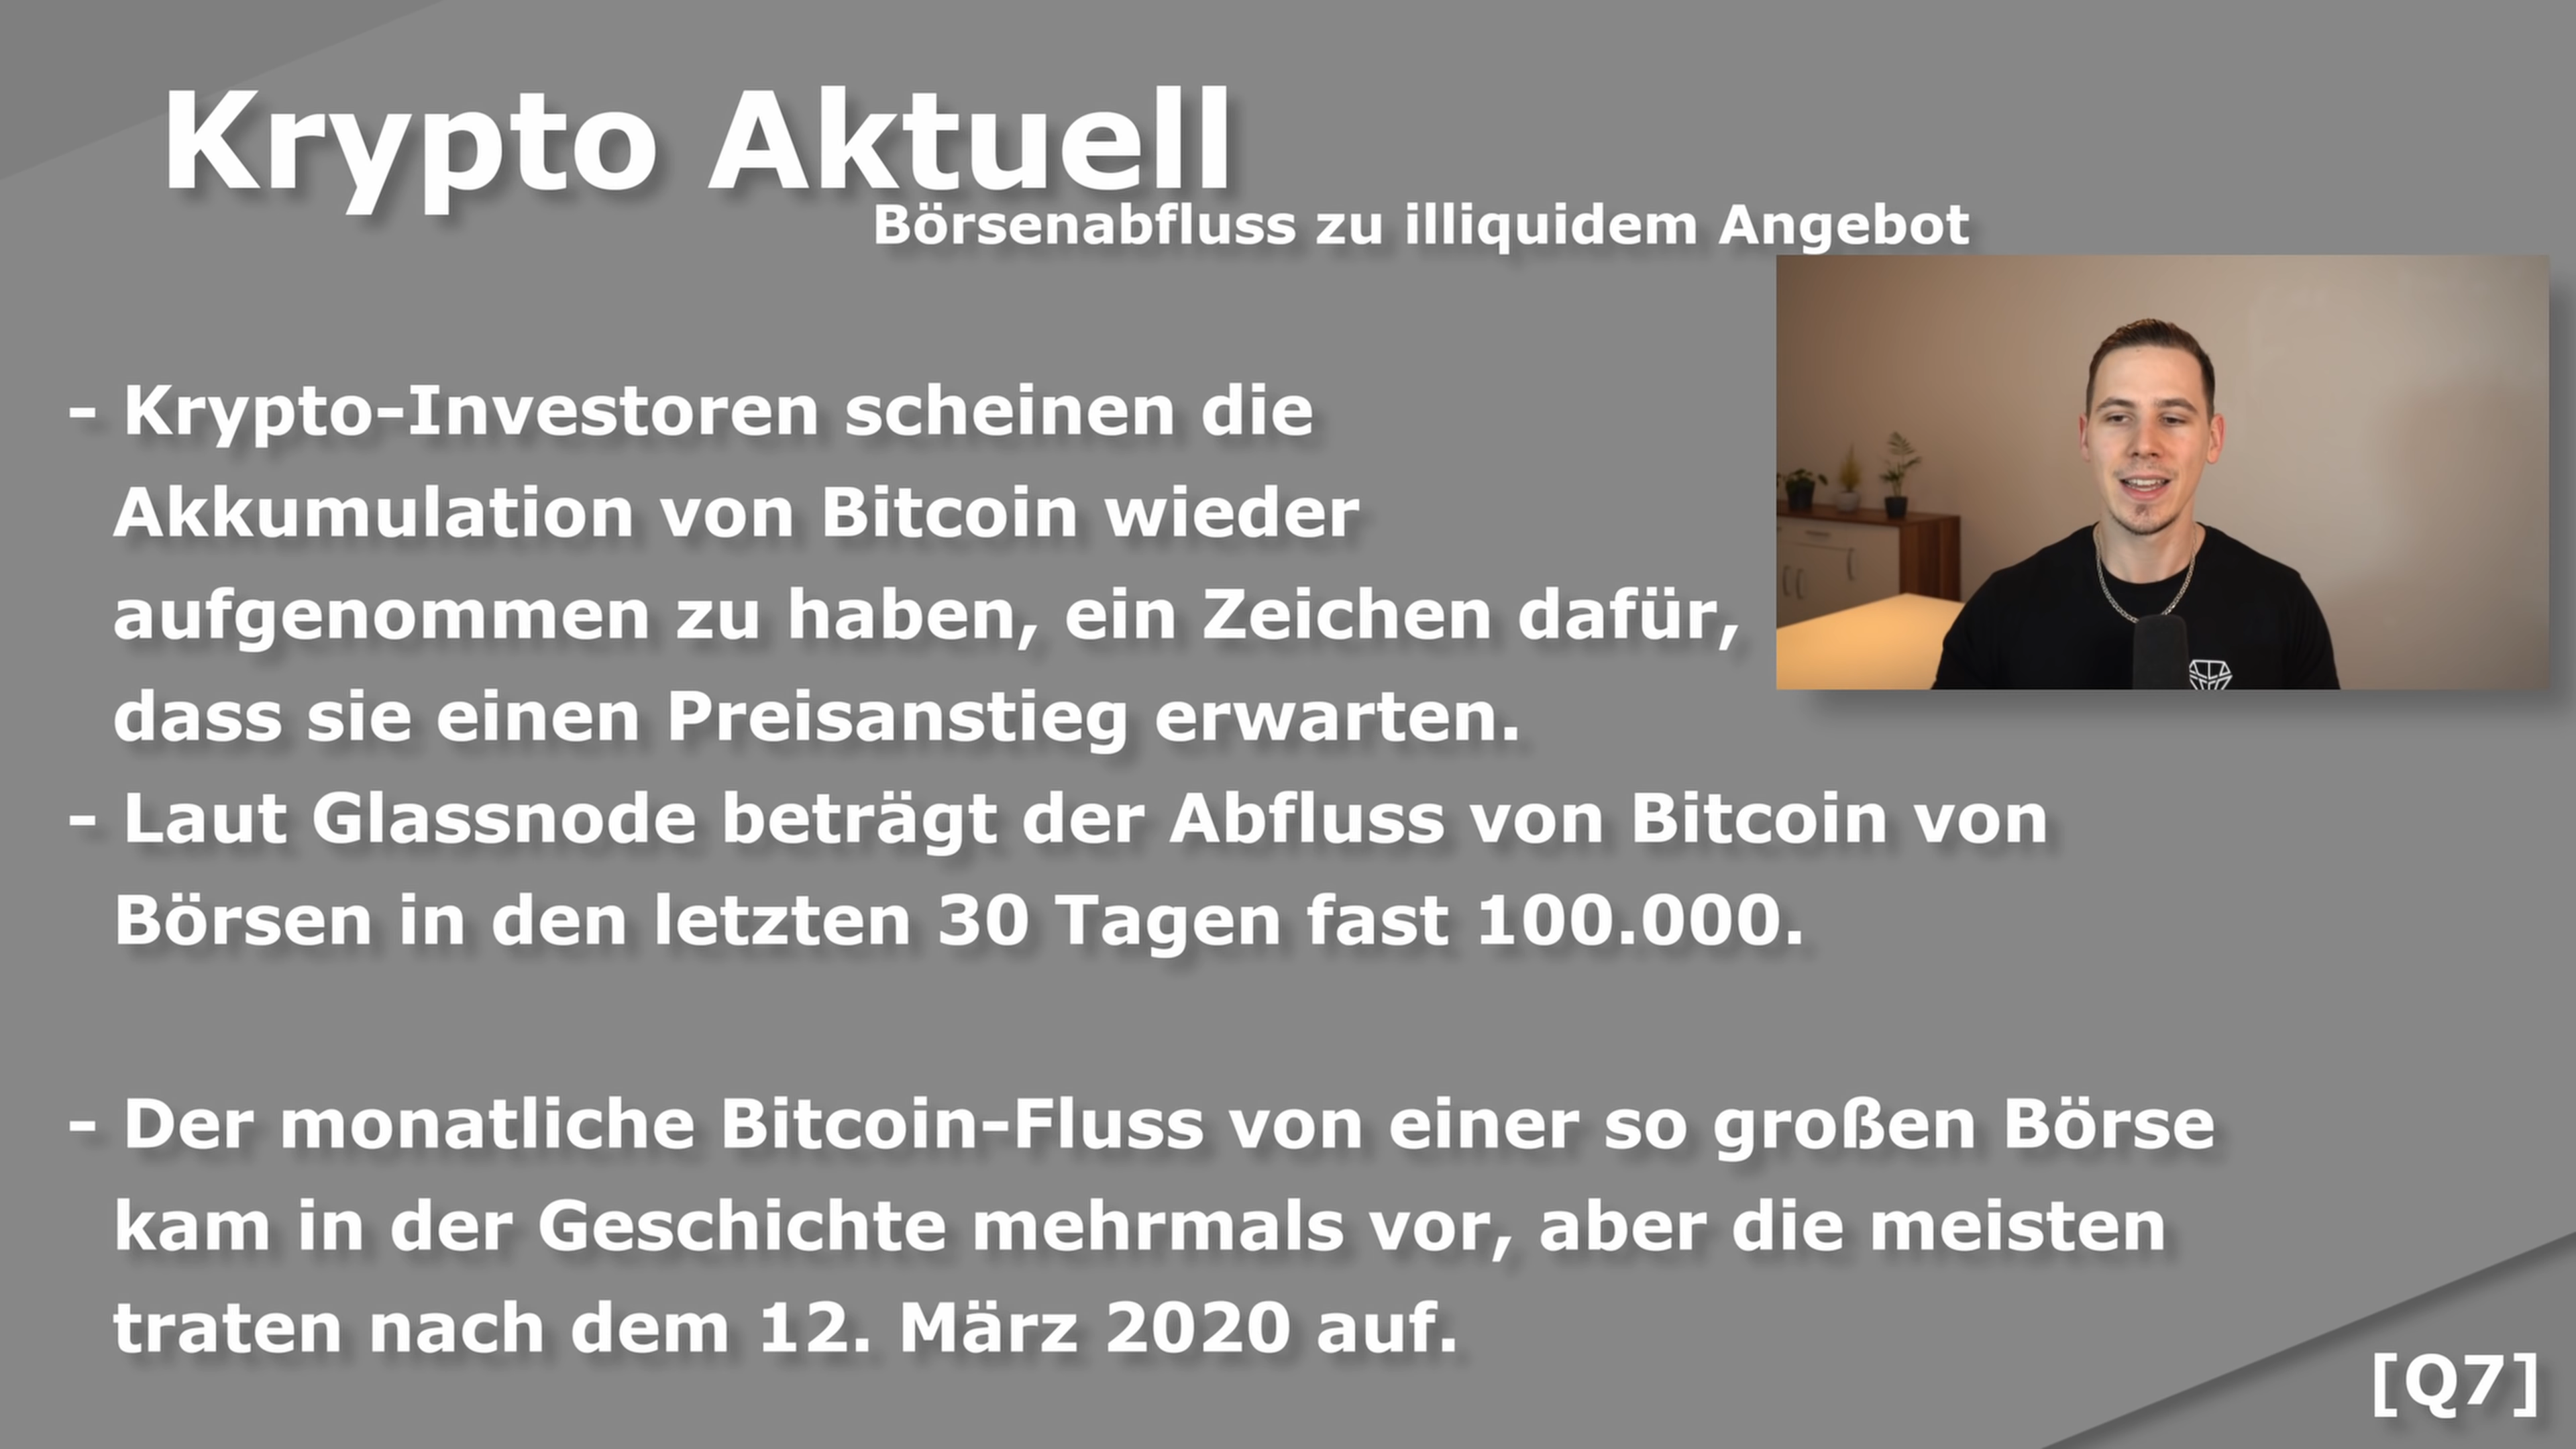 Krypto Aktuell
Börsenabfluss zu illiquidem Angebot
- Krypto-Investoren scheinen die
Akkumulation von Bitcoin wieder
aufgenommen zu haben, ein Zeichen dafür,
dass sie einen Preisanstieg erwarten.
- Laut Glassnode beträgt der Abfluss von Bitcoin von
Börsen in den letzten 30 Tagen fast 100.000.
- Der monatliche Bitcoin-Fluss von einer so großen Börse
kam in der Geschichte mehrmals vor, aber die meisten
traten nach dem 12. März 2020 auf.
[Q7]